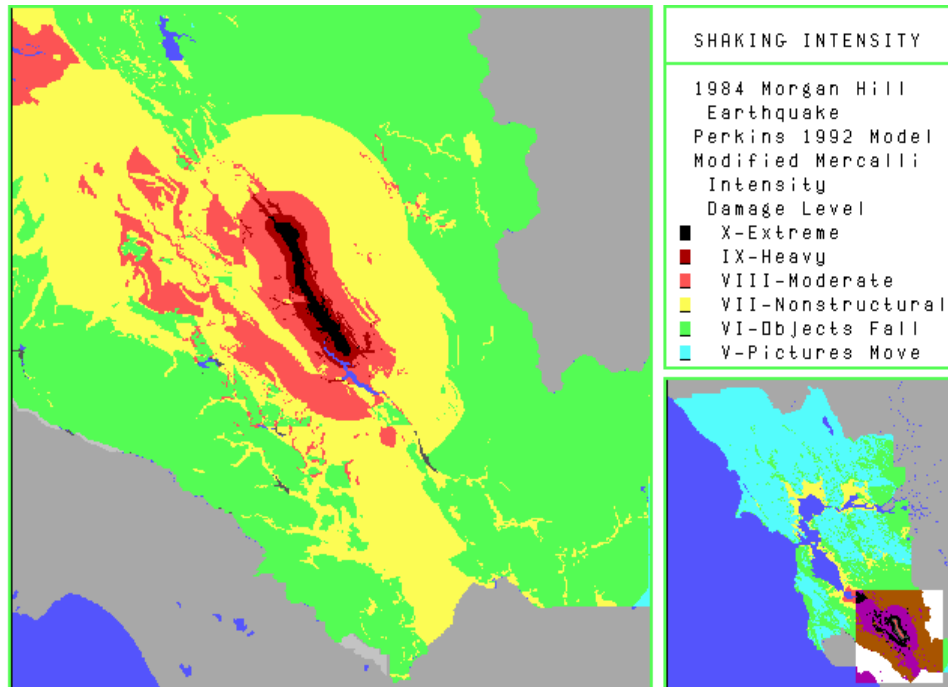 SHAKING INTENSITY
1984 Morgan Hill
Earthquake
Perkins 1992 Model
Modified Mercalli
Intensity
Damage Level
X-Extreme
IX-Heavy
VIII-Moderate
VII-Nonstructural
VI-Objects Fall
V-Pictures Move